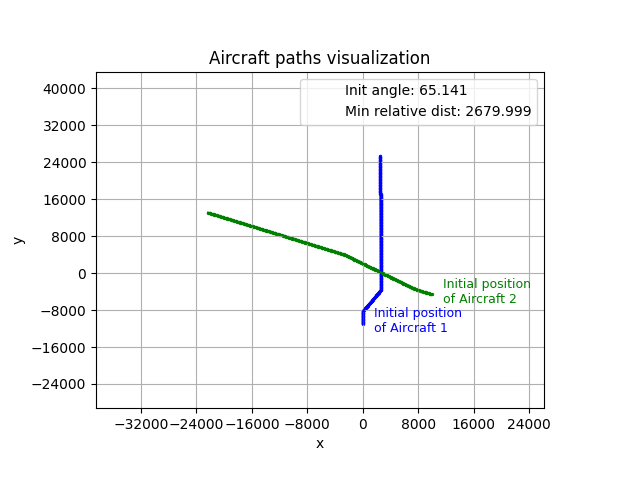 Aircraft paths visualization
Init angle: 65.141
Min relative dist: 2679.999
40000
32000
24000
16000
8000
0
−8000
−16000
−24000
y
Initial position
of Aircraft 2
Initial position
of Aircraft 1
−32000 −24000 −16000 −8000 0 8000 16000 24000
x